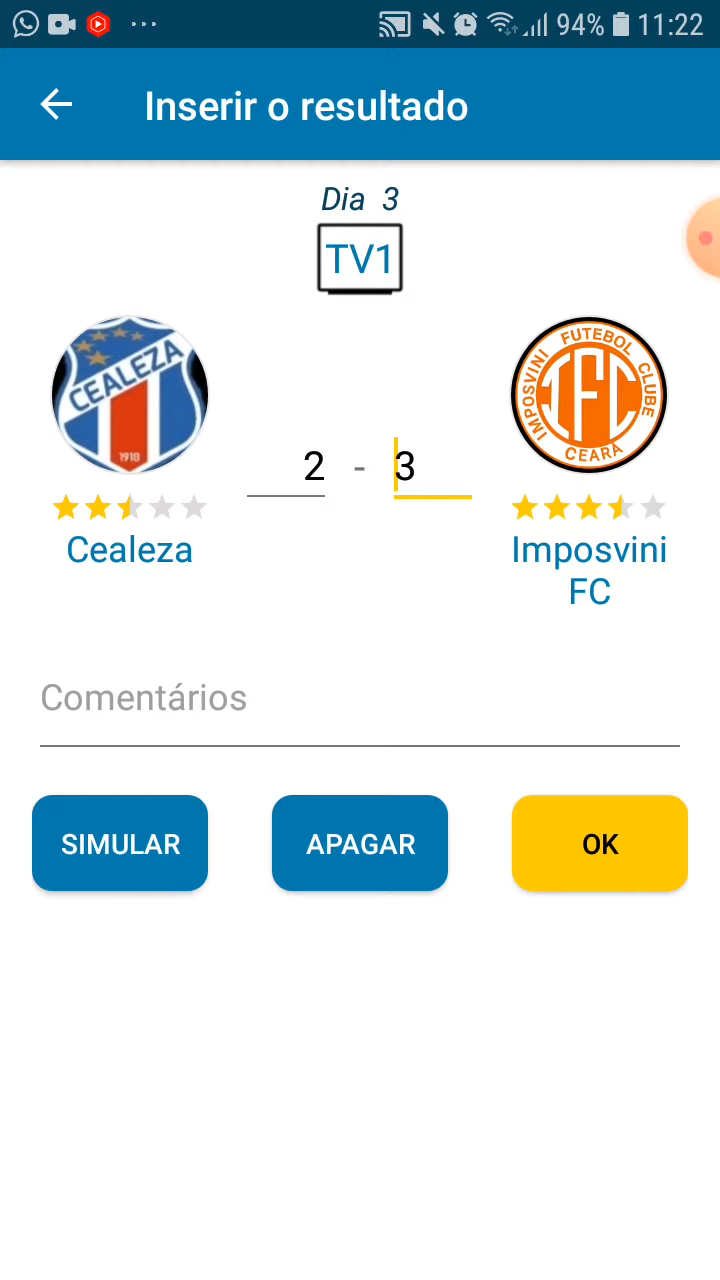 94% 11:22
Inserir o resultado
Dia 3
TV1
CEALEZA
1910
IMPOSVINI FUTEBOL CLUBE
IFC
CEARÁ
2 - 3
Cealeza
Imposvini
FC
Comentários
SIMULAR
APAGAR
OK